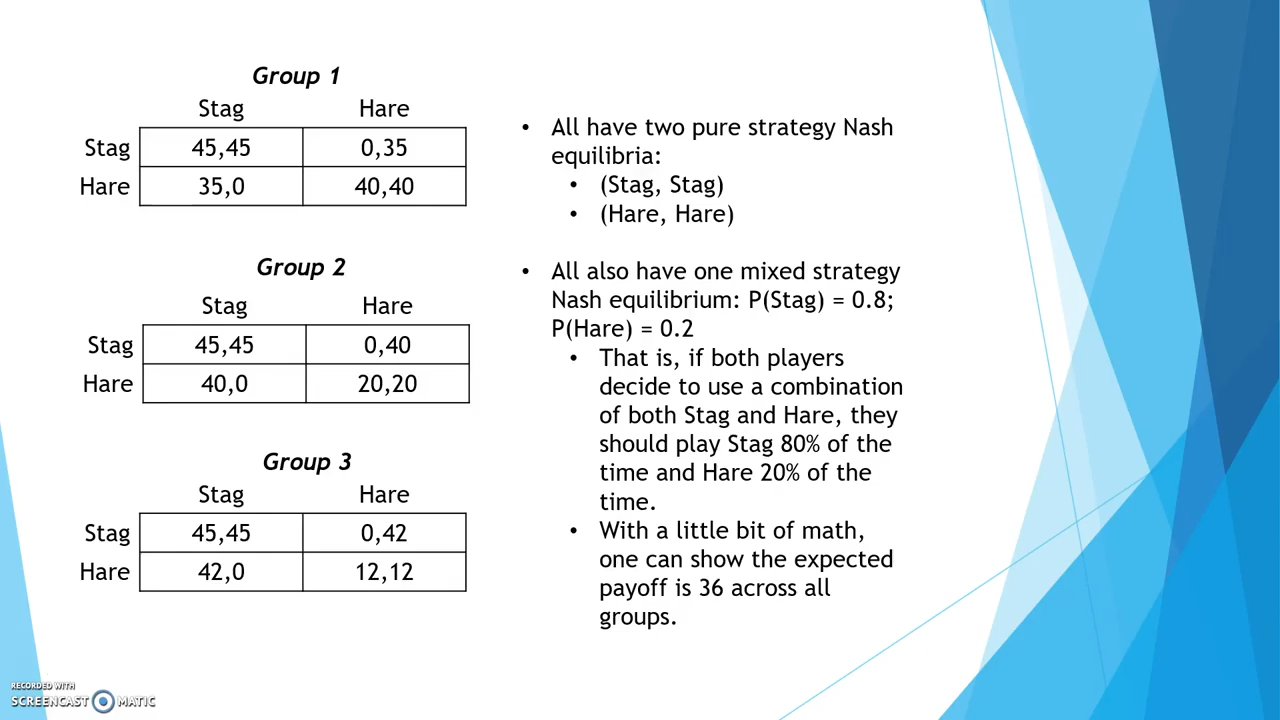 Group 1
Stag Hare
Stag 45,45 0,35
Hare 35,0 40,40
Group 2
Stag Hare
Stag 45,45 0,40
Hare 40,0 20,20
Group 3
Stag Hare
Stag 45,45 0,42
Hare 42,0 12,12
• All have two pure strategy Nash
equilibria:
• (Stag, Stag)
• (Hare, Hare)
• All also have one mixed strategy
Nash equilibrium: P(Stag) = 0.8;
P(Hare) = 0.2
• That is, if both players
decide to use a combination
of both Stag and Hare, they
should play Stag 80% of the
time and Hare 20% of the
time.
• With a little bit of math,
one can show the expected
payoff is 36 across all
groups.
RECORDED WITH
SCREENCAST MATIC